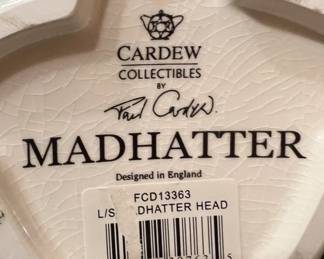 CARDEW
COLLECTIBLES
BY
Paul Cardew.
MADHATTER
Designed in England
FCD13363
L/S DHATTER HEAD